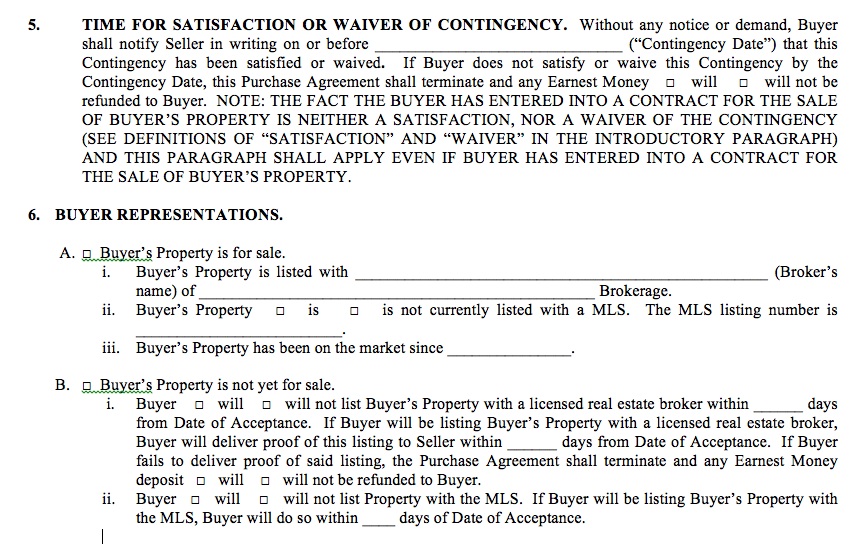 5. TIME FOR SATISFACTION OR WAIVER OF CONTINGENCY. Without any notice or demand, Buyer
shall notify Seller in writing on or before ______________________________ (“Contingency Date”) that this
Contingency has been satisfied or waived. If Buyer does not satisfy or waive this Contingency by the
Contingency Date, this Purchase Agreement shall terminate and any Earnest Money □ will □ will not be
refunded to Buyer. NOTE: THE FACT THE BUYER HAS ENTERED INTO A CONTRACT FOR THE SALE
OF BUYER’S PROPERTY IS NEITHER A SATISFACTION, NOR A WAIVER OF THE CONTINGENCY
(SEE DEFINITIONS OF “SATISFACTION” AND “WAIVER” IN THE INTRODUCTORY PARAGRAPH)
AND THIS PARAGRAPH SHALL APPLY EVEN IF BUYER HAS ENTERED INTO A CONTRACT FOR
THE SALE OF BUYER’S PROPERTY.
6. BUYER REPRESENTATIONS.
A. □ Buyer’s Property is for sale.
i. Buyer’s Property is listed with __________________________________________________ (Broker’s
name) of ________________________________________________ Brokerage.
ii. Buyer’s Property □ is □ is not currently listed with a MLS. The MLS listing number is
_________________________.
iii. Buyer’s Property has been on the market since _______________.
B. □ Buyer’s Property is not yet for sale.
i. Buyer □ will □ will not list Buyer’s Property with a licensed real estate broker within ______ days
from Date of Acceptance. If Buyer will be listing Buyer’s Property with a licensed real estate broker,
Buyer will deliver proof of this listing to Seller within ______ days from Date of Acceptance. If Buyer
fails to deliver proof of said listing, the Purchase Agreement shall terminate and any Earnest Money
deposit □ will □ will not be refunded to Buyer.
ii. Buyer □ will □ will not list Property with the MLS. If Buyer will be listing Buyer’s Property with
the MLS, Buyer will do so within ____ days of Date of Acceptance.